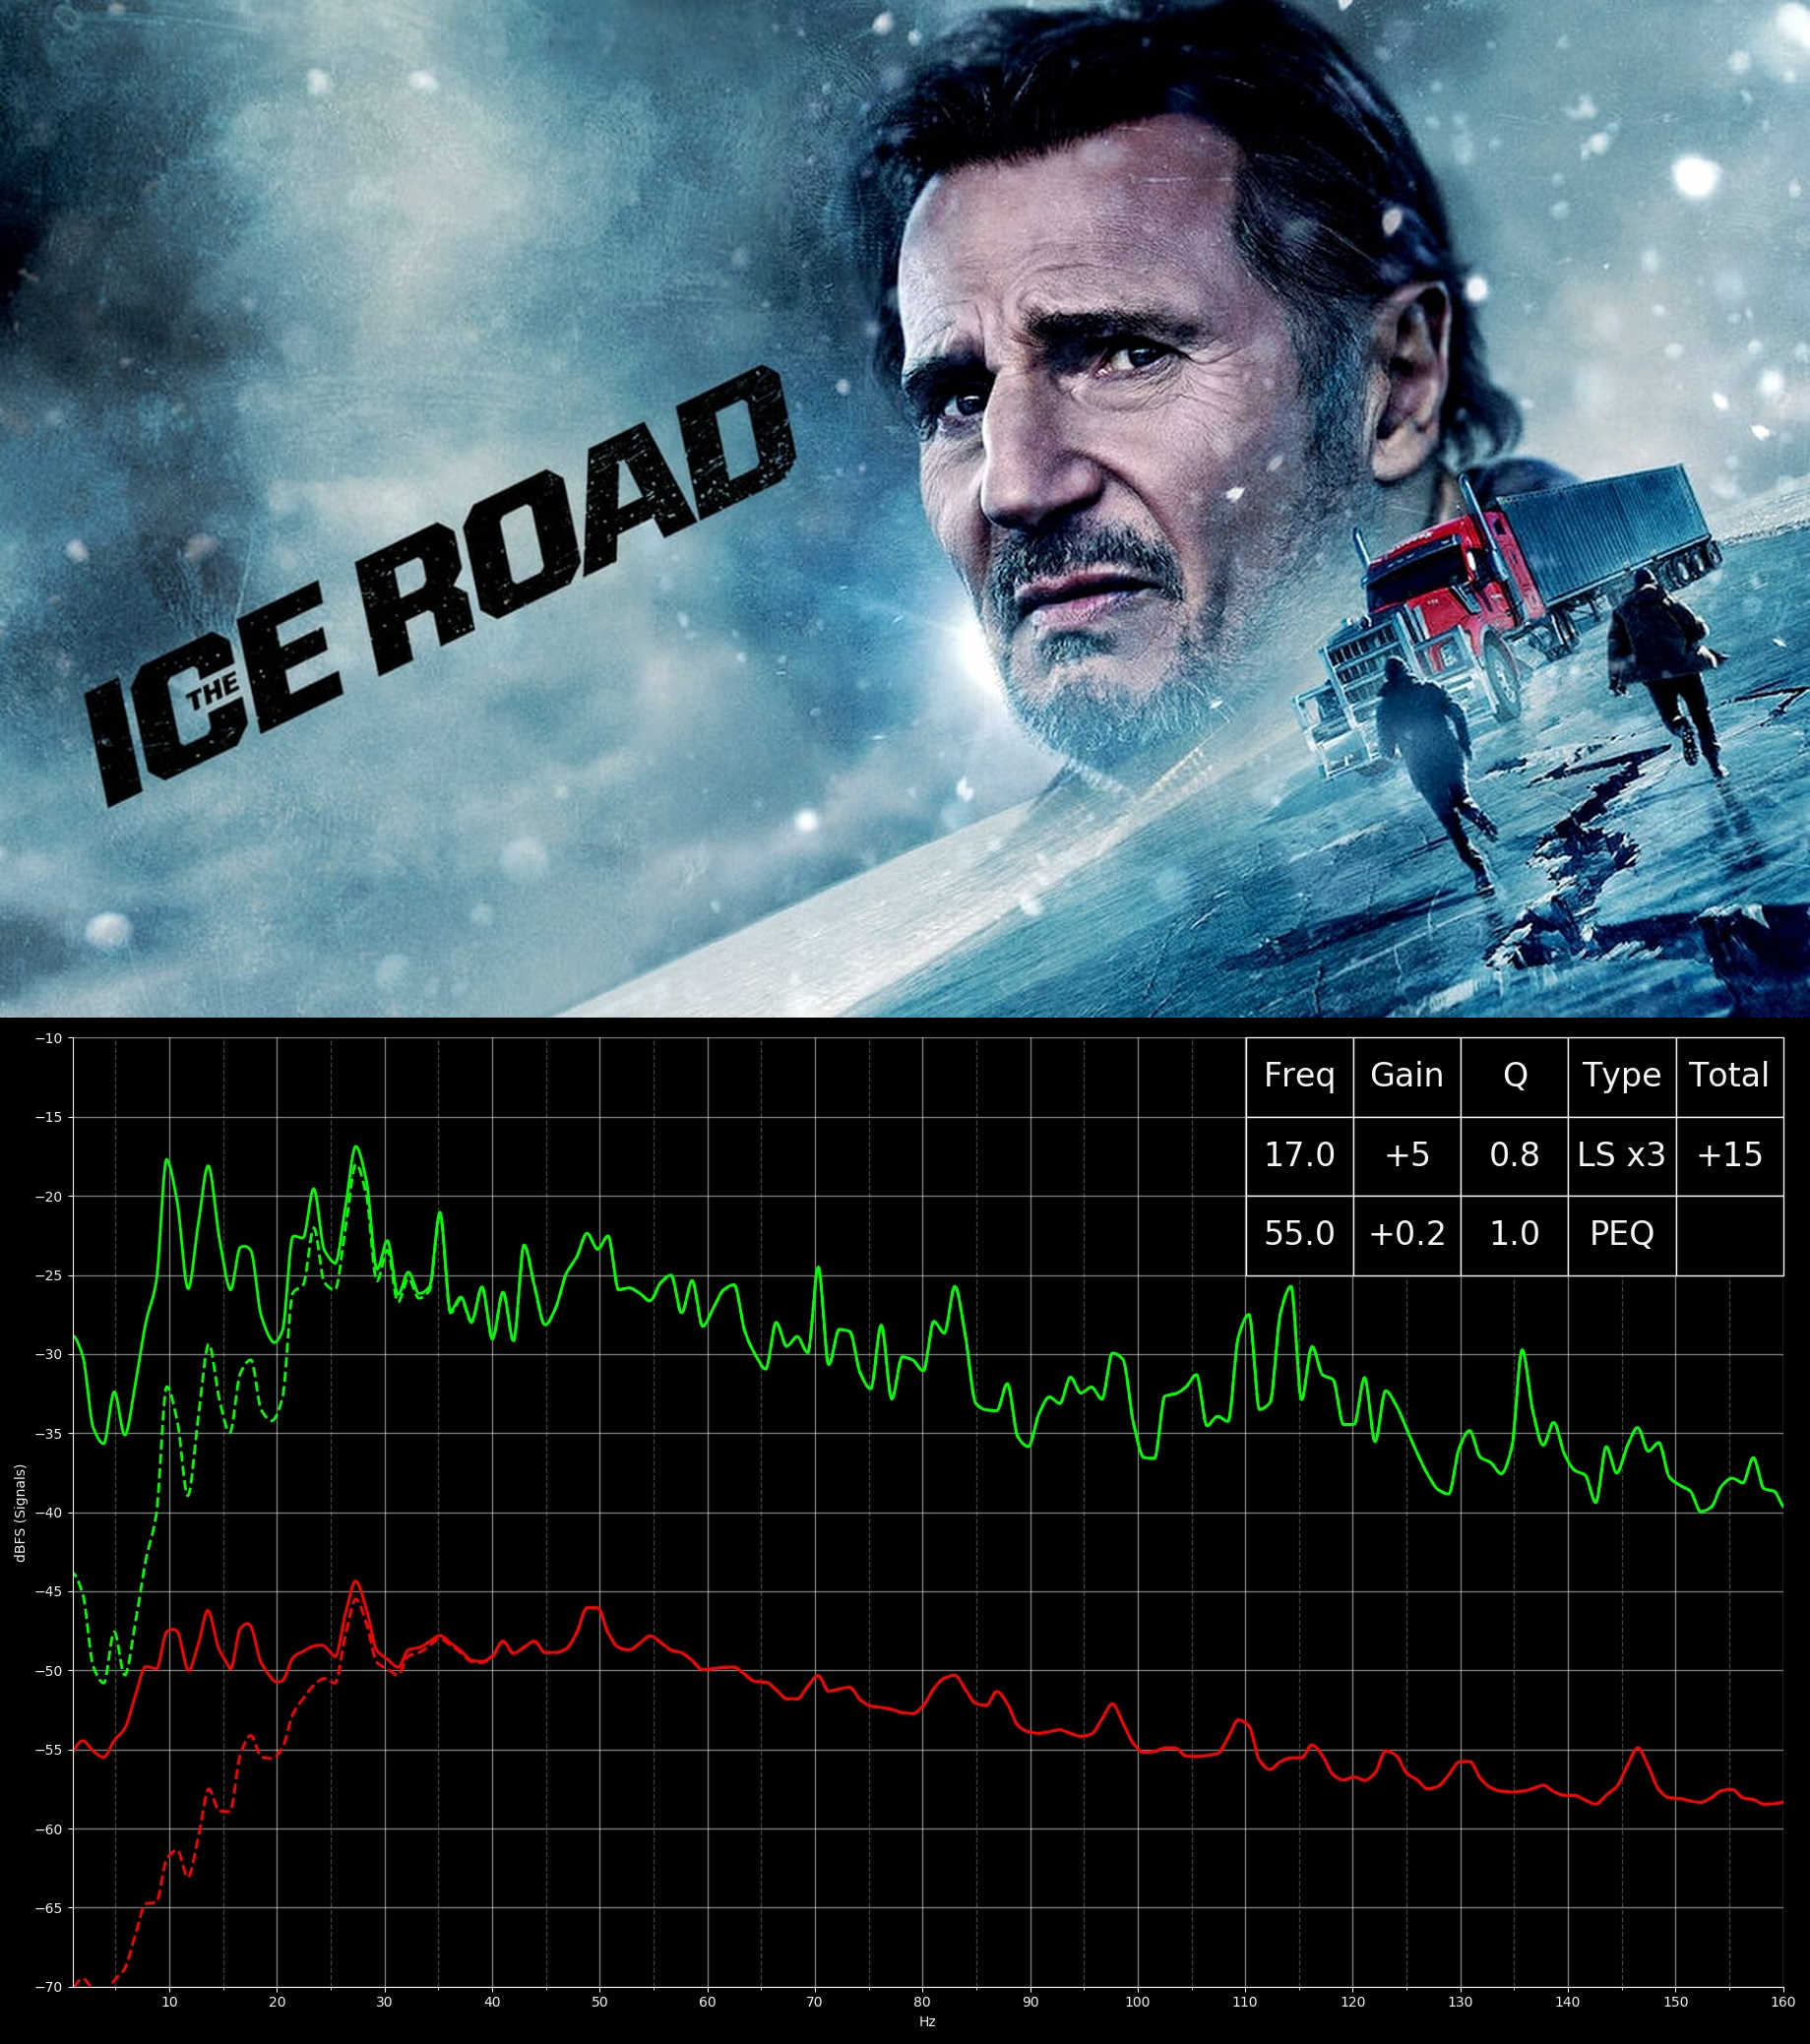 THE
ICE ROAD
Freq Gain Q Type Total
17.0 +5 0.8 LS x3 +15
55.0 +0.2 1.0 PEQ
−10
−15
−20
−25
−30
−35
−40
−45
−50
−55
−60
−65
−70
dBFS (Signals)
10 20 30 40 50 60 70 80 90 100 110 120 130 140 150 160
Hz